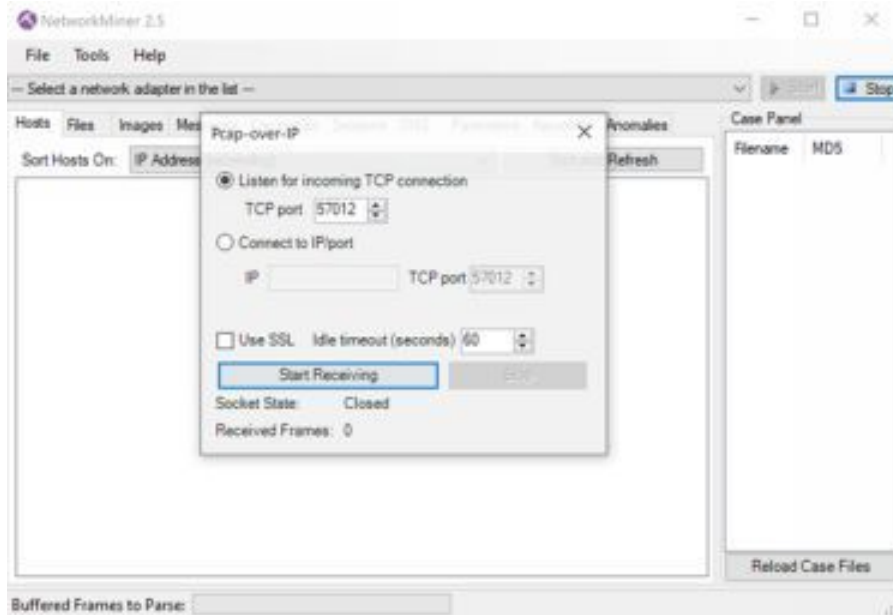 NetworkMiner 2.5
File Tools Help
--- Select a network adapter in the list ---
Stop
Hosts Files Images Anomalies
Case Panel
Sort Hosts On: IP Address Refresh
Filename MD5
Pcap-over-IP
Listen for incoming TCP connection
TCP port 57012
Connect to IP/port
IP TCP port 57012
Use SSL Idle timeout (seconds) 60
Start Receiving
Socket State: Closed
Received Frames: 0
Reload Case Files
Buffered Frames to Parse: